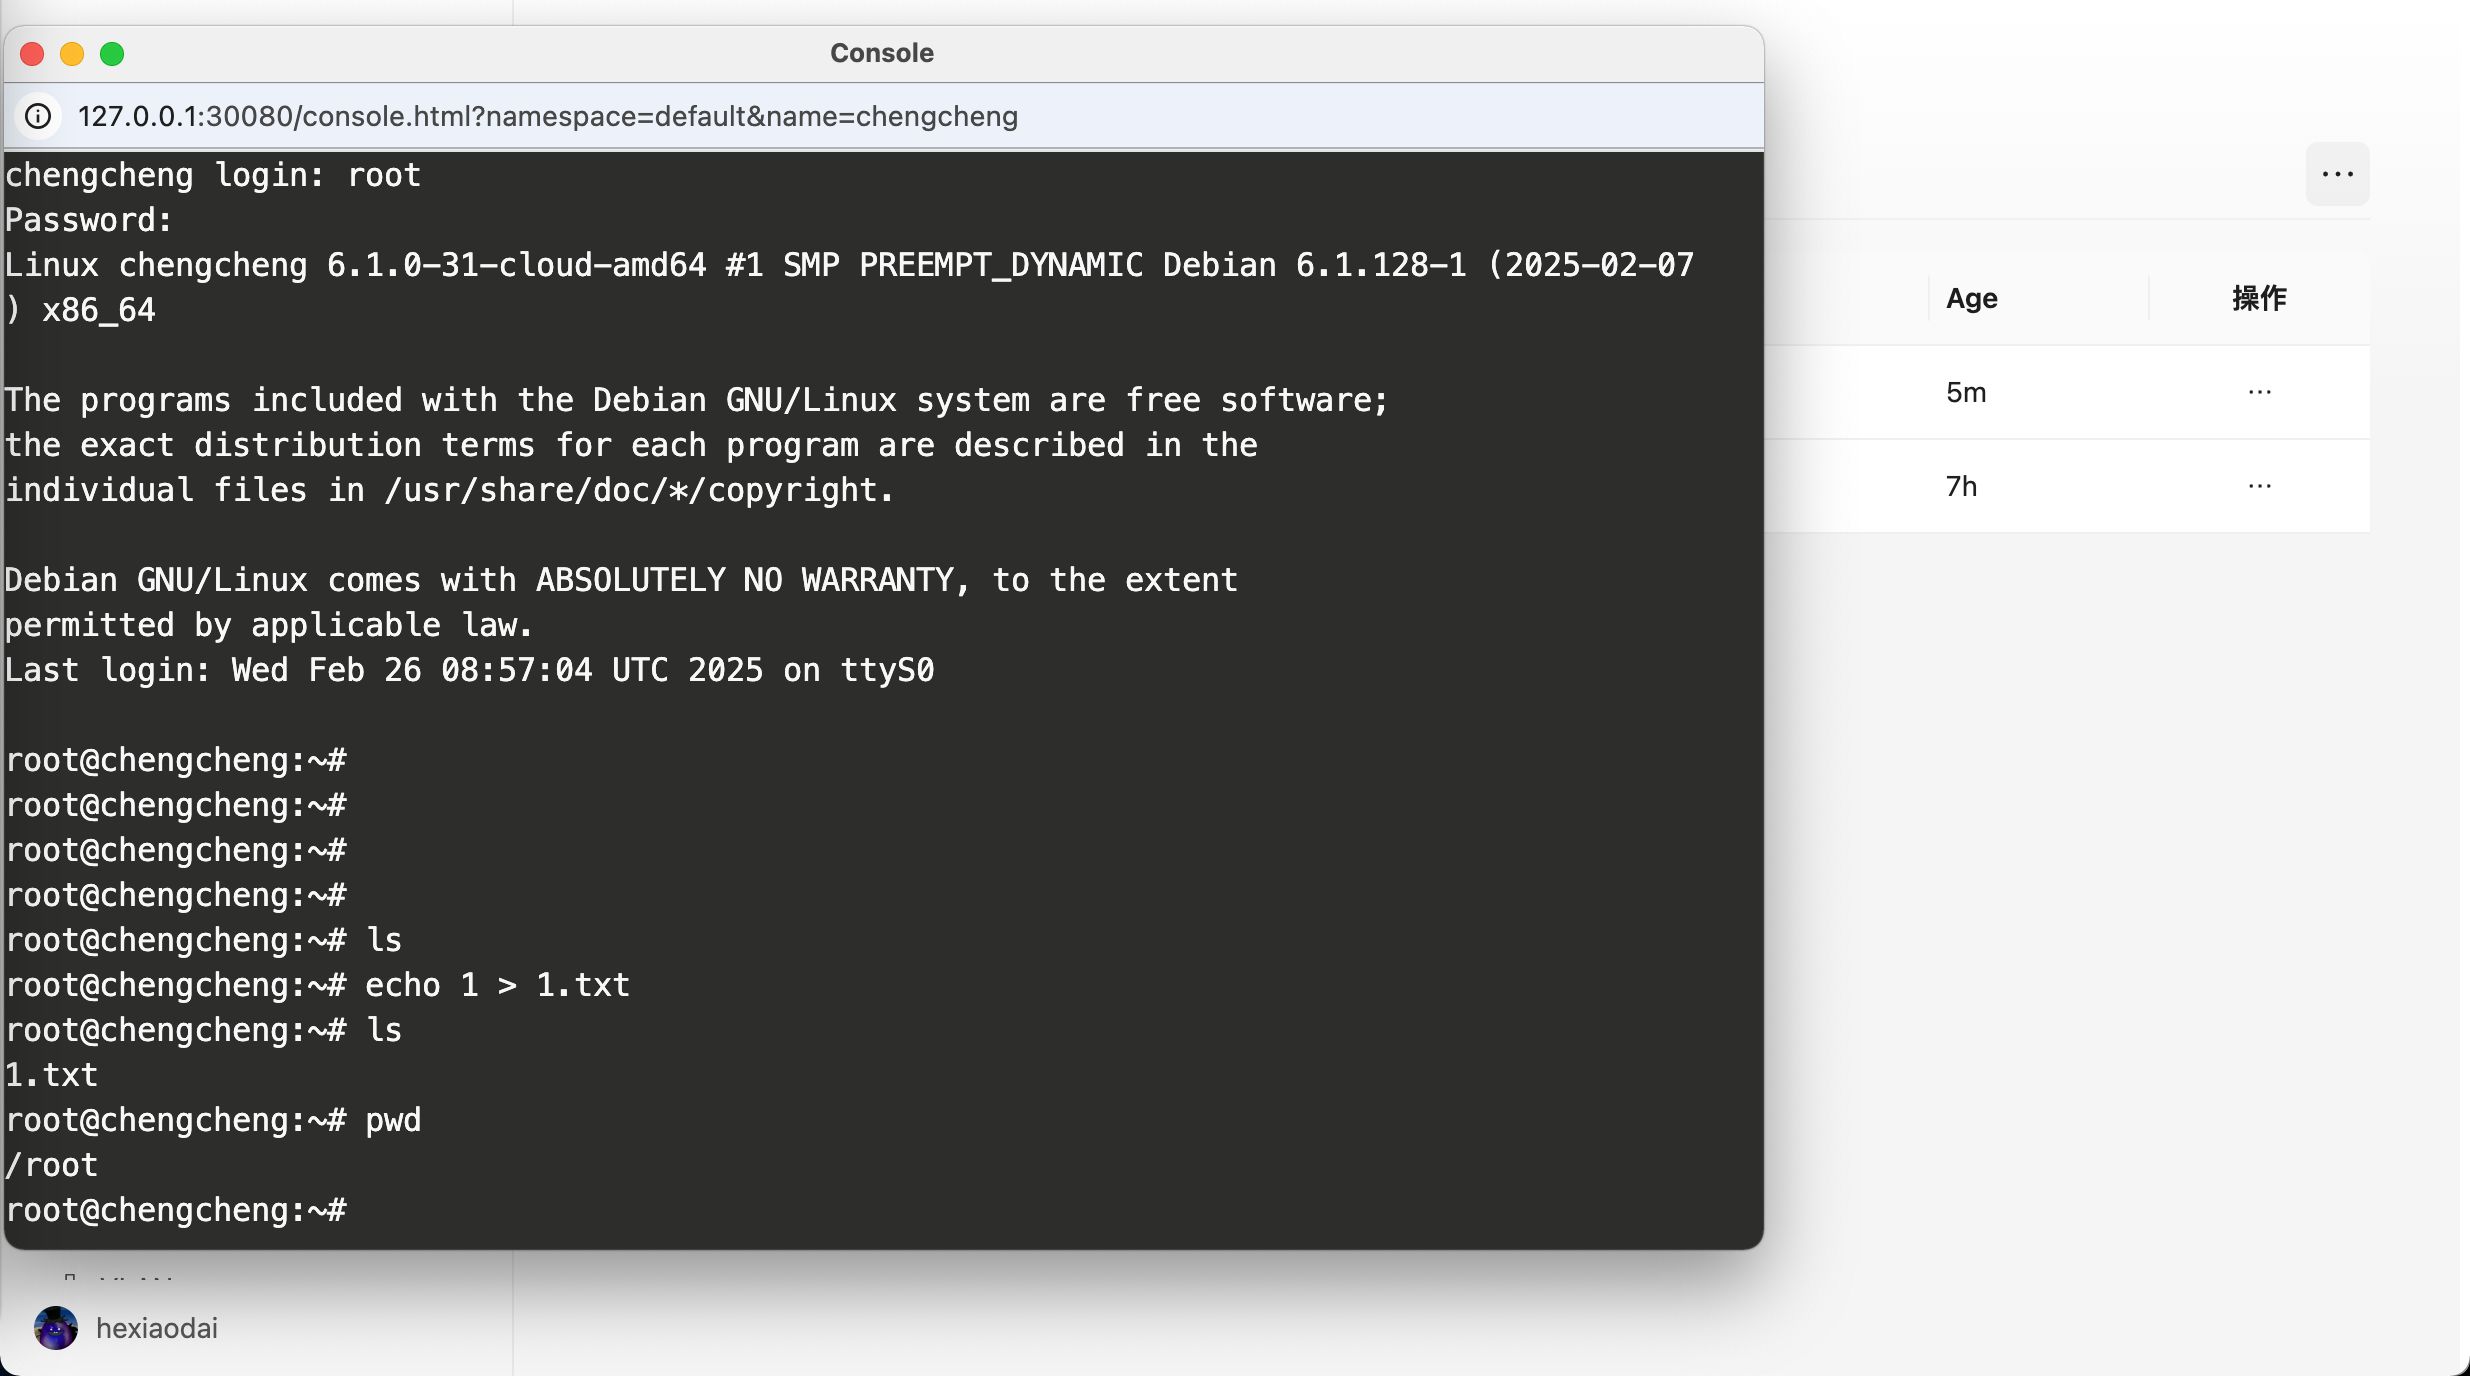 Console
127.0.0.1:30080/console.html?namespace=default&name=chengcheng
chengcheng login: root
Password:
Linux chengcheng 6.1.0-31-cloud-amd64 #1 SMP PREEMPT_DYNAMIC Debian 6.1.128-1 (2025-02-07
) x86_64
The programs included with the Debian GNU/Linux system are free software;
the exact distribution terms for each program are described in the
individual files in /usr/share/doc/*/copyright.
Debian GNU/Linux comes with ABSOLUTELY NO WARRANTY, to the extent
permitted by applicable law.
Last login: Wed Feb 26 08:57:04 UTC 2025 on ttyS0
root@chengcheng:~#
root@chengcheng:~#
root@chengcheng:~#
root@chengcheng:~#
root@chengcheng:~# ls
root@chengcheng:~# echo 1 > 1.txt
root@chengcheng:~# ls
1.txt
root@chengcheng:~# pwd
/root
root@chengcheng:~#
Age 操作
5m
7h
hexiaodai